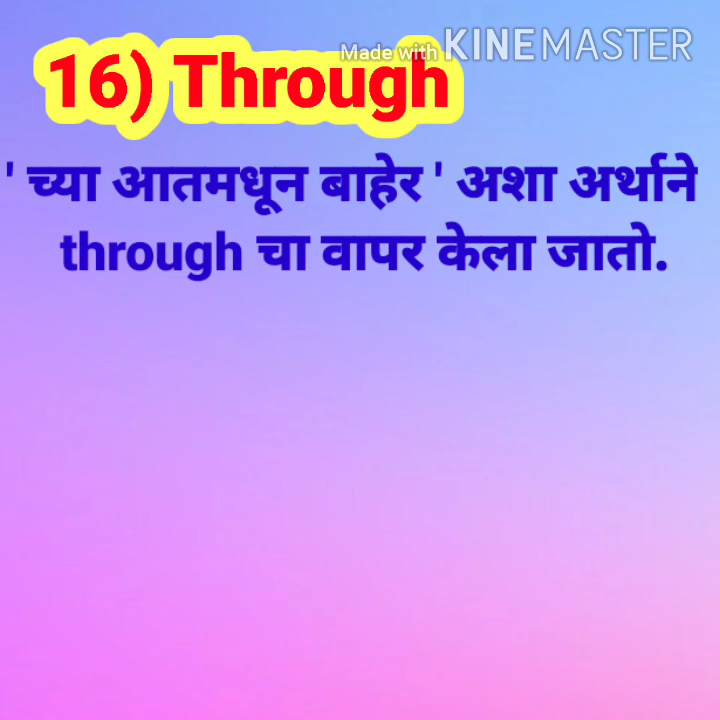 Made with KINEMASTER
16) Through
' च्या आतमधून बाहेर ' अशा अर्थाने
through चा वापर केला जातो.